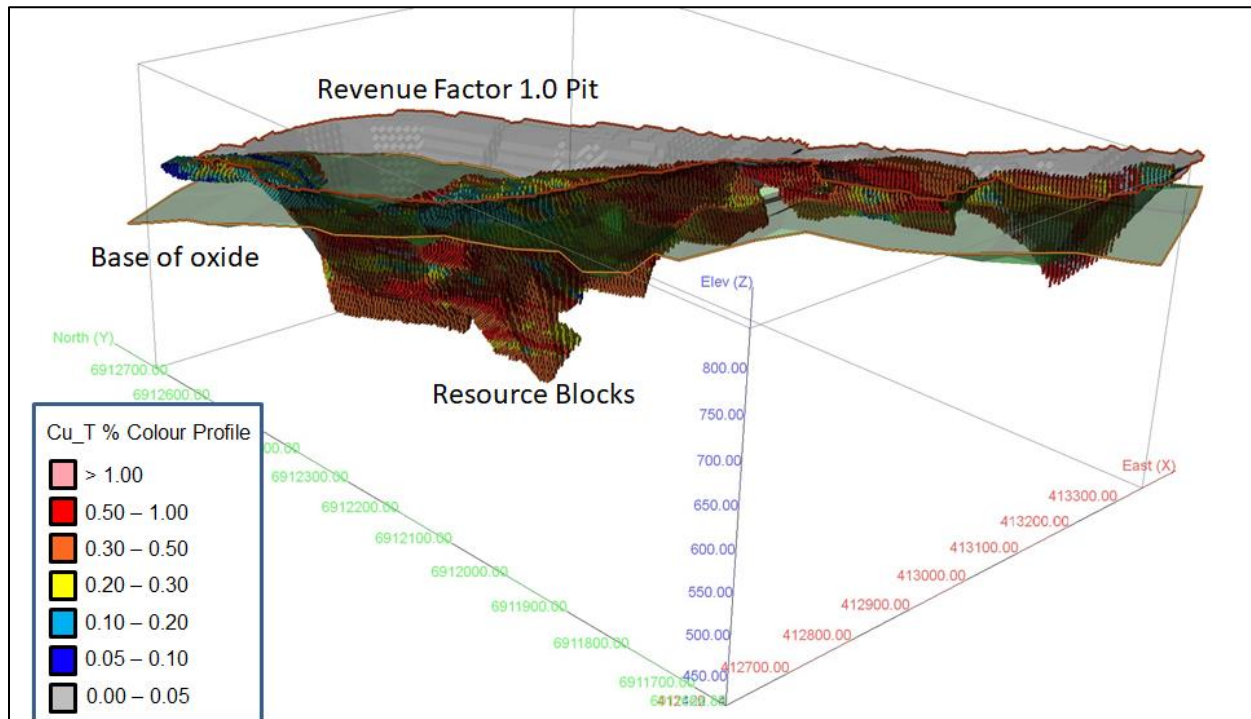 Revenue Factor 1.0 Pit
Base of oxide
Resource Blocks
Elev (Z)
800.00
750.00
700.00
650.00
600.00
550.00
500.00
450.00
North (Y)
6912700.00
6912600.00
6912300.00
6912200.00
6912100.00
6912000.00
6911900.00
6911800.00
6911700.00
East (X)
413300.00
413200.00
413100.00
413000.00
412900.00
412800.00
412700.00
Cu_T % Colour Profile
> 1.00
0.50 – 1.00
0.30 – 0.50
0.20 – 0.30
0.10 – 0.20
0.05 – 0.10
0.00 – 0.05